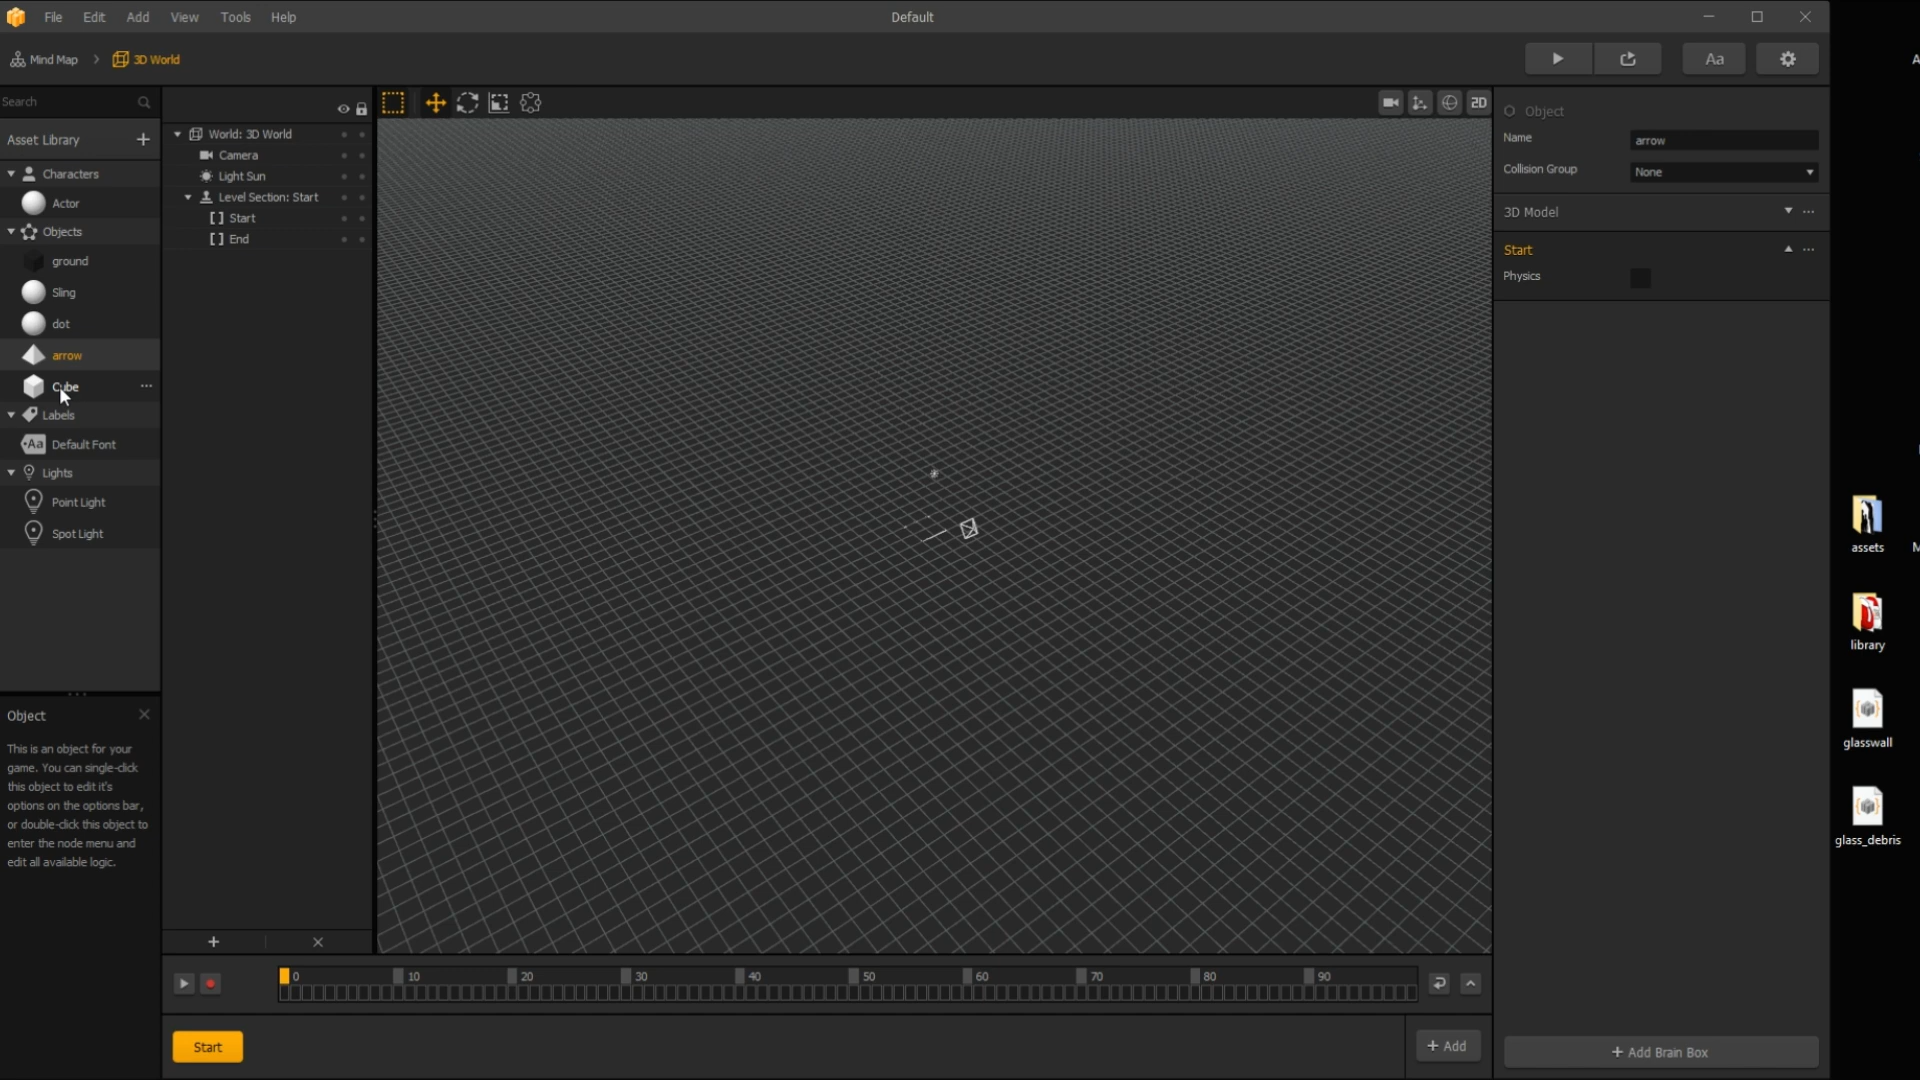 File Edit Add View Tools Help
Default
Mind Map
3D World
Aa
Search
Asset Library
Characters
Actor
Objects
ground
Sling
dot
arrow
Cube
Labels
Aa Default Font
Lights
Point Light
Spot Light
Object
This is an object for your
game. You can single-click
this object to edit it's
options on the options bar,
or double-click this object to
enter the node menu and
edit all available logic.
World: 3D World
Camera
Light Sun
Level Section: Start
Start
End
2D
0 10 20 30 40 50 60 70 80 90
Start
+ Add
Object
Name arrow
Collision Group None
3D Model
Start
Physics
+ Add Brain Box
assets
library
glasswall
glass_debris